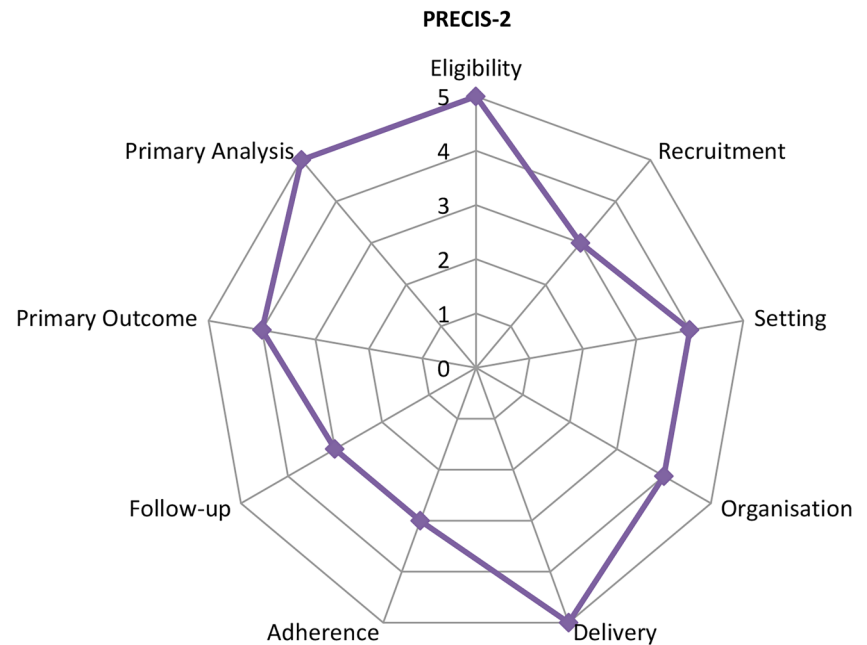 PRECIS-2
Eligibility
5
Primary Analysis
Recruitment
4
3
2
Primary Outcome
Setting
1
0
Follow-up
Organisation
Adherence
Delivery